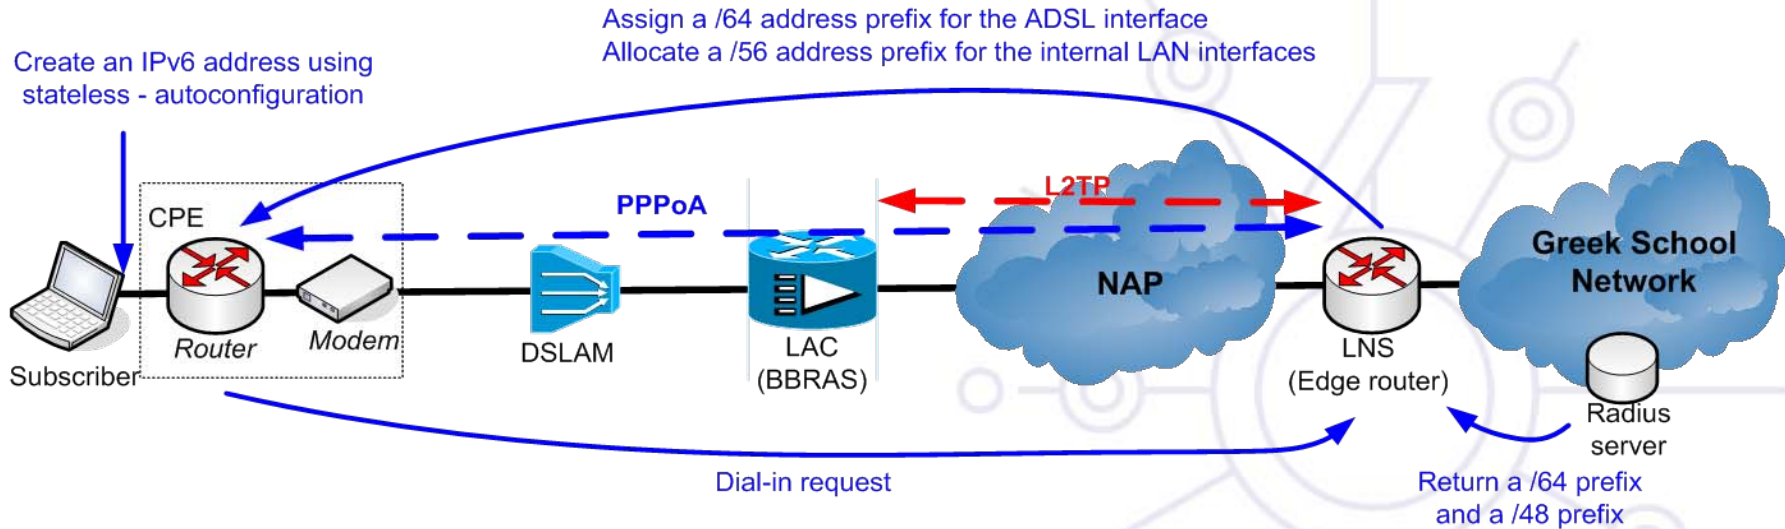 Assign a /64 address prefix for the ADSL interface
Allocate a /56 address prefix for the internal LAN interfaces
Create an IPv6 address using
stateless - autoconfiguration
L2TP
PPPoA
CPE
Greek School
Network
NAP
Router
Modem
DSLAM
LAC
(BBRAS)
LNS
(Edge router)
Subscriber
Radius
server
Dial-in request
Return a /64 prefix
and a /48 prefix